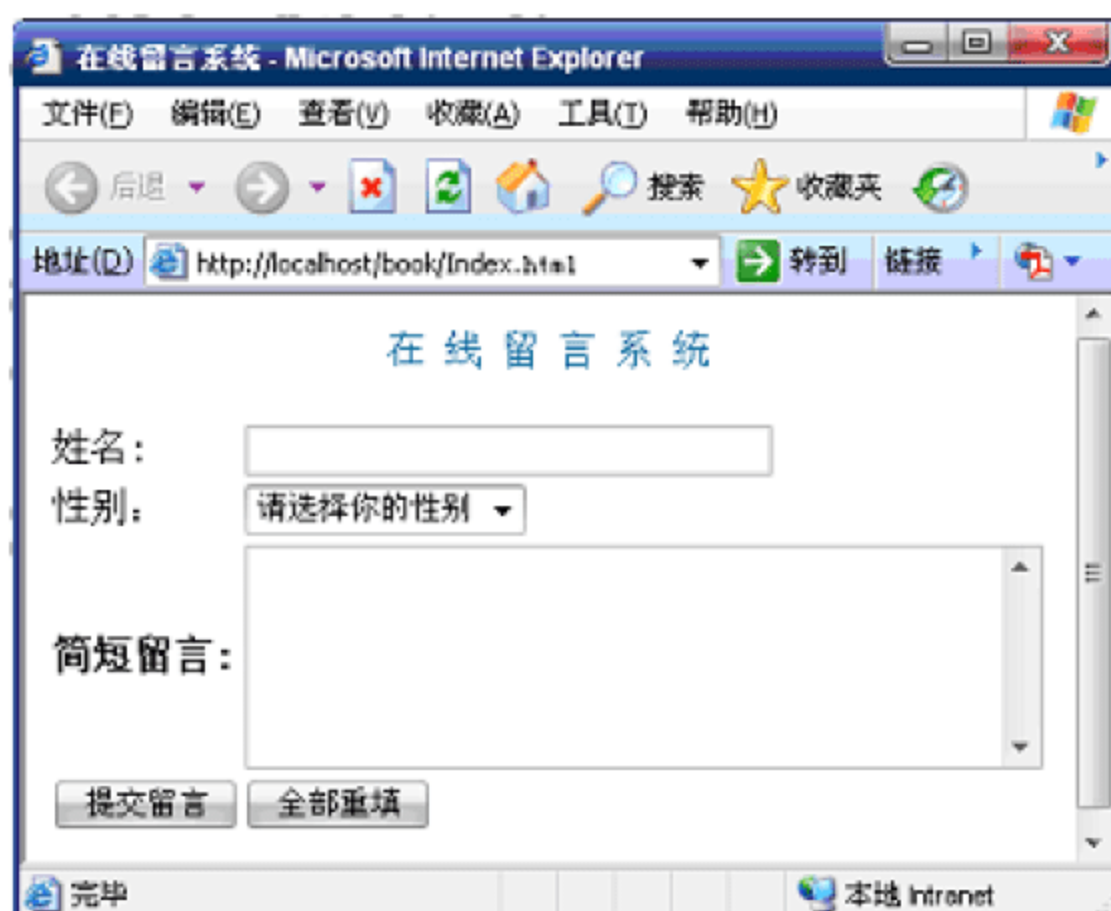 在线留言系统 - Microsoft Internet Explorer
文件(F) 编辑(E) 查看(V) 收藏(A) 工具(T) 帮助(H)
后退 搜索 收藏夹
地址(D) http://localhost/book/Index.html 转到 链接
在线留言系统
姓名:
性别: 请选择你的性别
简短留言:
提交留言 全部重填
完毕 本地 Intranet